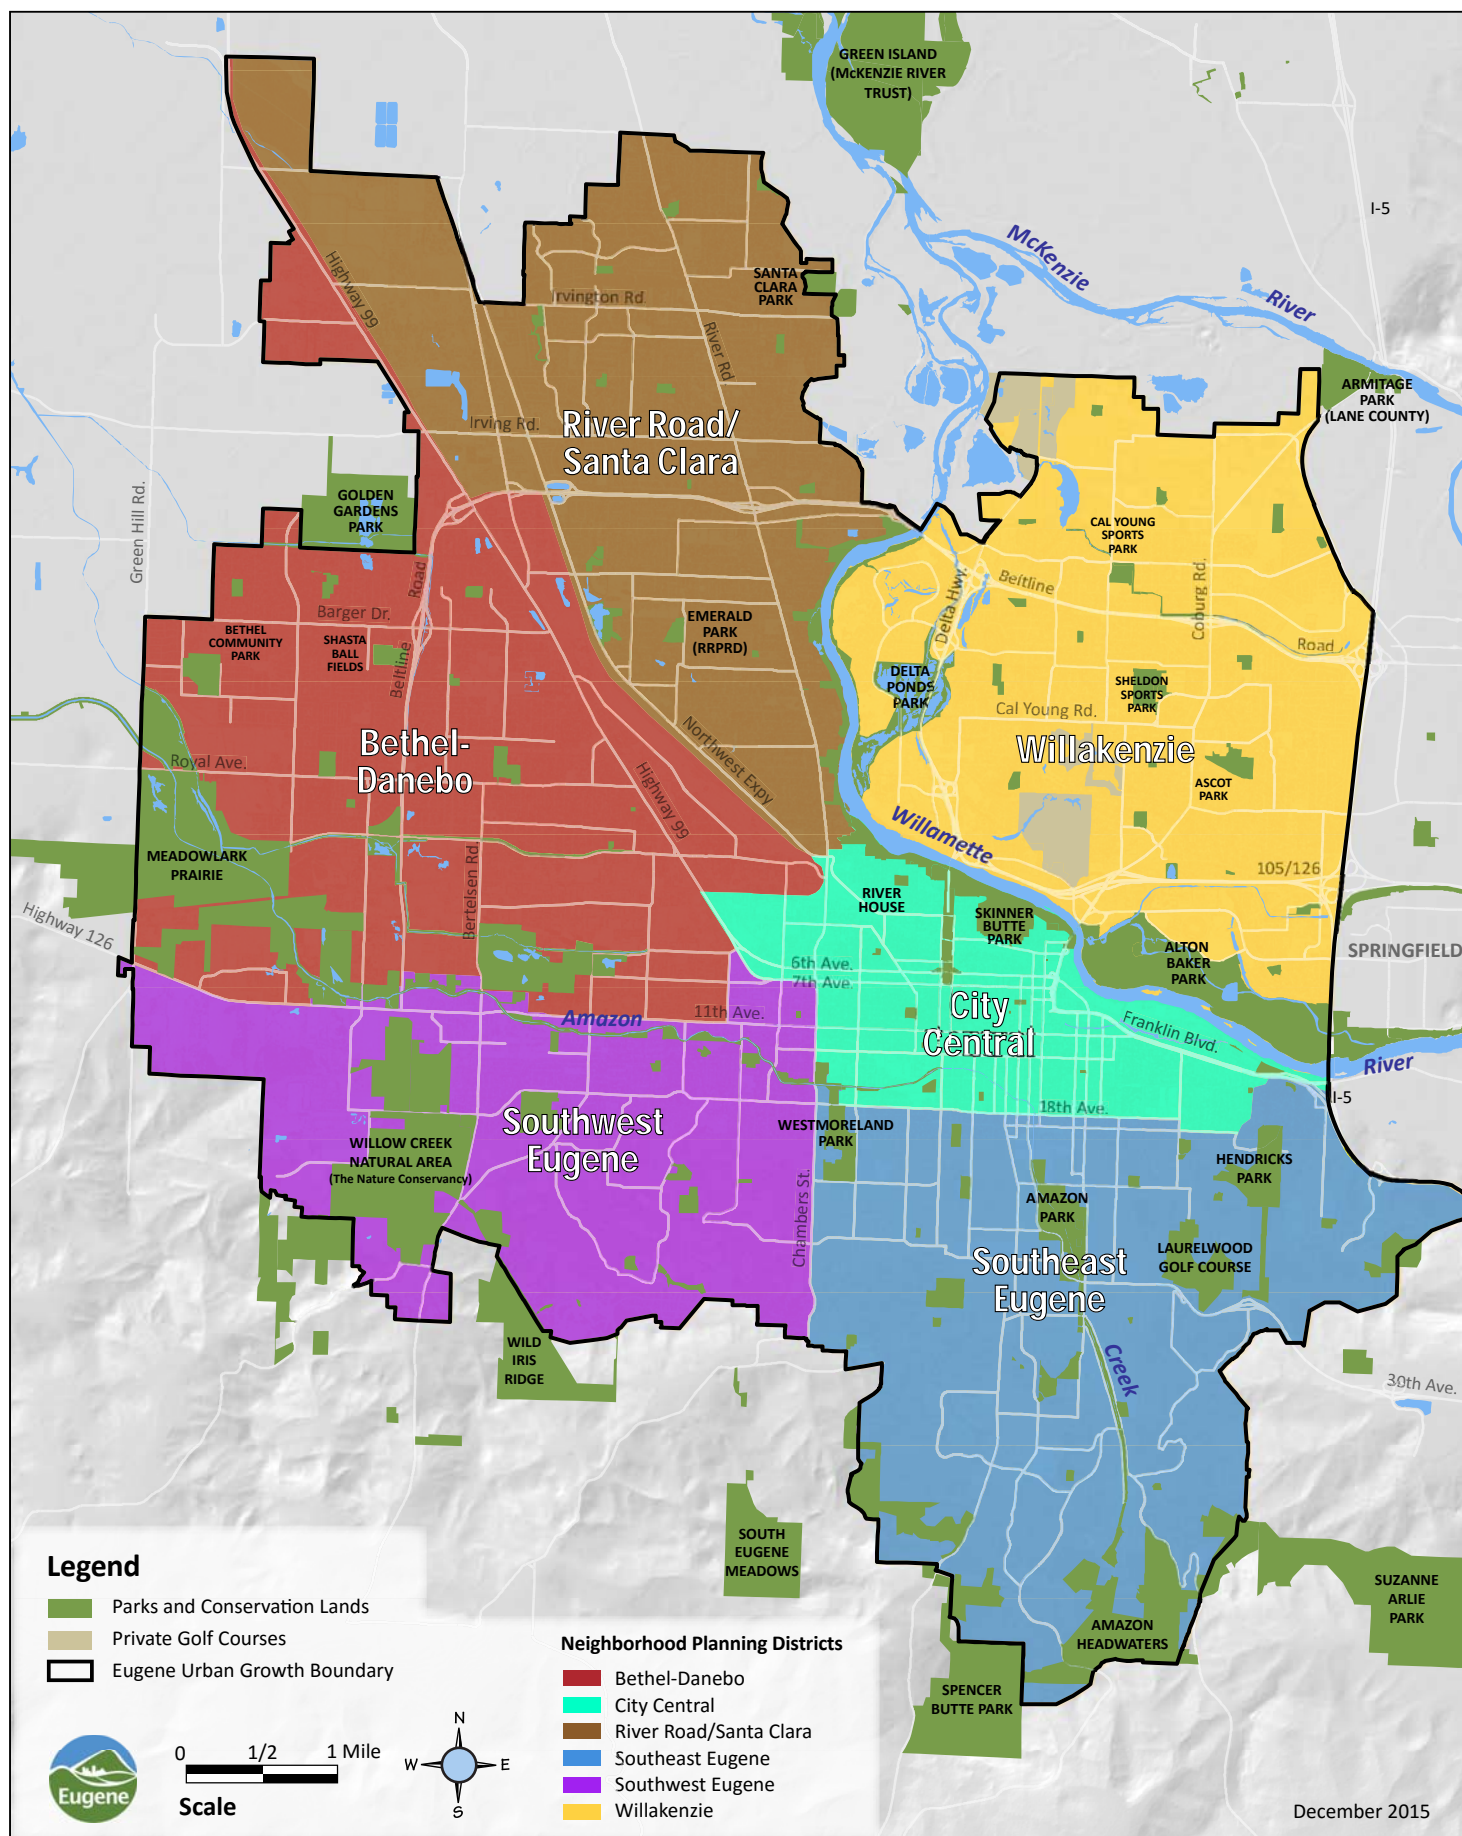 GREEN ISLAND
(McKENZIE RIVER
TRUST)
I-5
McKenzie
River
SANTA
CLARA
PARK
Highway 99
Irvington Rd.
River Rd
ARMITAGE
PARK
(LANE COUNTY)
Irving Rd.
River Road/
Santa Clara
Green Hill Rd.
GOLDEN
GARDENS
PARK
CAL YOUNG
SPORTS
PARK
Beltline
Delta Hwy.
Coburg Rd.
Road
Road
Beltline
Barger Dr.
BETHEL
COMMUNITY
PARK
SHASTA
BALL
FIELDS
EMERALD
PARK
(RRPRD)
DELTA
PONDS
PARK
SHELDON
SPORTS
PARK
Cal Young Rd.
Bethel-
Danebo
Northwest Expy
Willakenzie
Royal Ave.
Highway 99
ASCOT
PARK
Willamette
MEADOWLARK
PRAIRIE
Bertelsen Rd.
105/126
RIVER
HOUSE
Highway 126
SKINNER
BUTTE
PARK
ALTON
BAKER
PARK
SPRINGFIELD
6th Ave.
7th Ave.
11th Ave.
Amazon
City
Central
Franklin Blvd.
River
I-5
18th Ave.
Southwest
Eugene
WESTMORELAND
PARK
WILLOW CREEK
NATURAL AREA
(The Nature Conservancy)
HENDRICKS
PARK
Chambers St.
AMAZON
PARK
LAURELWOOD
GOLF COURSE
Southeast
Eugene
WILD
IRIS
RIDGE
Creek
30th Ave.
SOUTH
EUGENE
MEADOWS
SUZANNE
ARLIE
PARK
AMAZON
HEADWATERS
SPENCER
BUTTE PARK
Legend
Parks and Conservation Lands
Private Golf Courses
Eugene Urban Growth Boundary
Neighborhood Planning Districts
Bethel-Danebo
City Central
River Road/Santa Clara
Southeast Eugene
Southwest Eugene
Willakenzie
Eugene
0 1/2 1 Mile
Scale
N
W E
S
December 2015